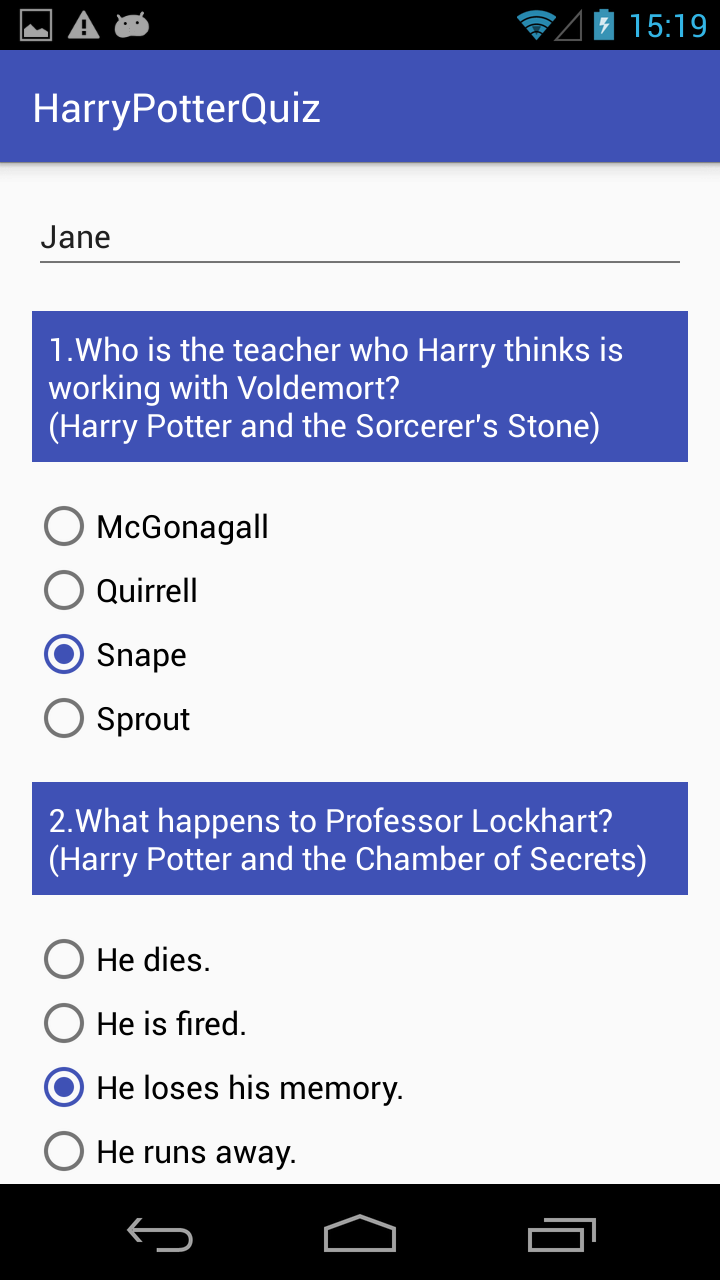 15:19
HarryPotterQuiz
Jane
1.Who is the teacher who Harry thinks is
working with Voldemort?
(Harry Potter and the Sorcerer's Stone)
McGonagall
Quirrell
Snape
Sprout
2.What happens to Professor Lockhart?
(Harry Potter and the Chamber of Secrets)
He dies.
He is fired.
He loses his memory.
He runs away.